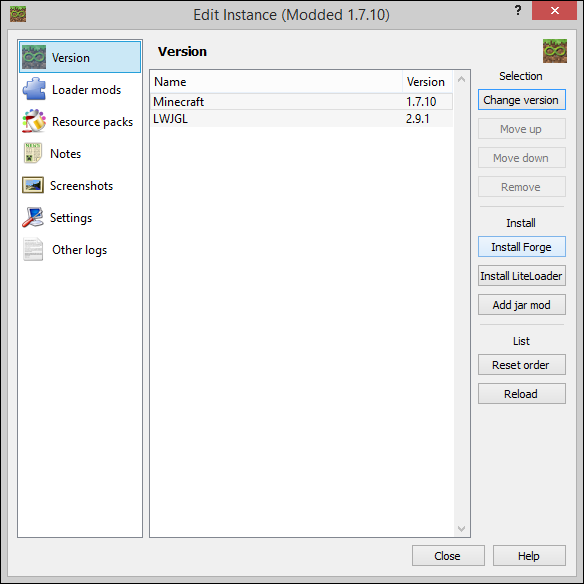 Edit Instance (Modded 1.7.10)
?
Version
Loader mods
Resource packs
Notes
Screenshots
Settings
Other logs
Version
Name Version
Minecraft 1.7.10
LWJGL 2.9.1
Selection
Change version
Move up
Move down
Remove
Install
Install Forge
Install LiteLoader
Add jar mod
List
Reset order
Reload
Close
Help